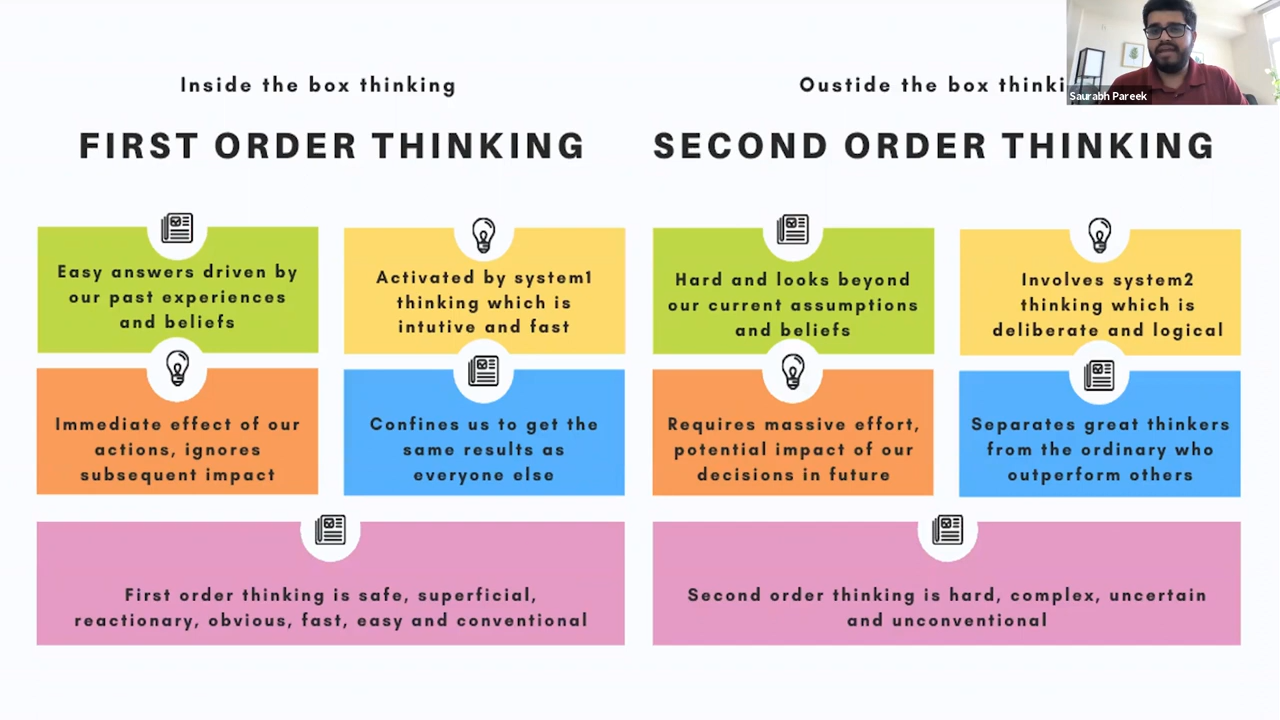 Inside the box thinking
FIRST ORDER THINKING
Easy answers driven by
our past experiences
and beliefs
Activated by system1
thinking which is
intutive and fast
Immediate effect of our
actions, ignores
subsequent impact
Confines us to get the
same results as
everyone else
First order thinking is safe, superficial,
reactionary, obvious, fast, easy and conventional
Oustide the box
SECOND ORDER THINKING
Hard and looks beyond
our current assumptions
and beliefs
Involves system2
thinking which is
deliberate and logical
Requires massive effort,
potential impact of our
decisions in future
Separates great thinkers
from the ordinary who
outperform others
Second order thinking is hard, complex, uncertain
and unconventional
Saurabh Pareek